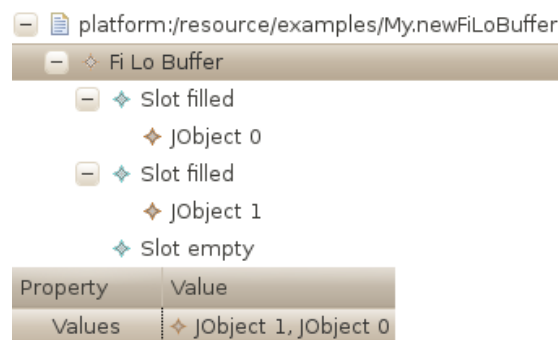 platform:/resource/examples/My.newFiLoBuffer
Fi Lo Buffer
Slot filled
JObject 0
Slot filled
JObject 1
Slot empty
Property Value
Values JObject 1, JObject 0